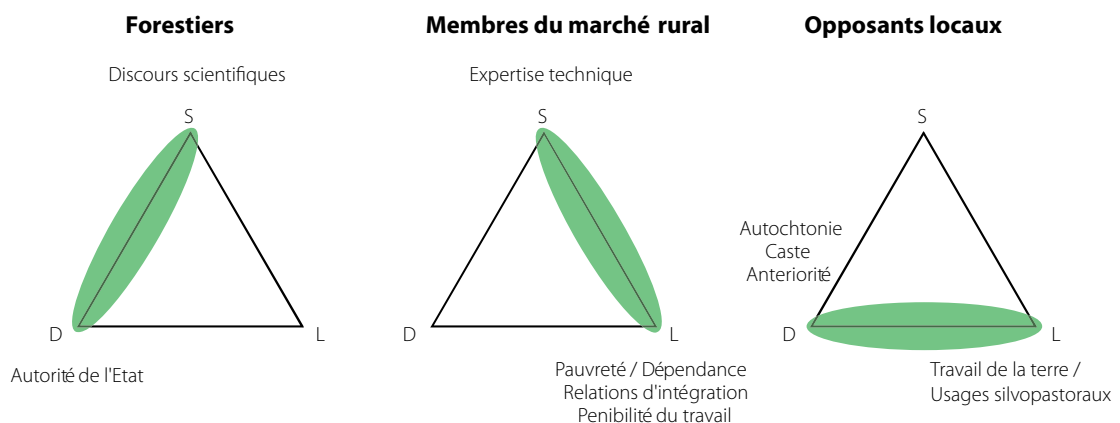 Forestiers
Discours scientifiques
S
D
L
Autorité de l'Etat
Membres du marché rural
Expertise technique
S
D
L
Pauvreté / Dépendance
Relations d'intégration
Penibilité du travail
Opposants locaux
S
Autochtonie
Caste
Anteriorité
D
L
Travail de la terre /
Usages silvopastoraux